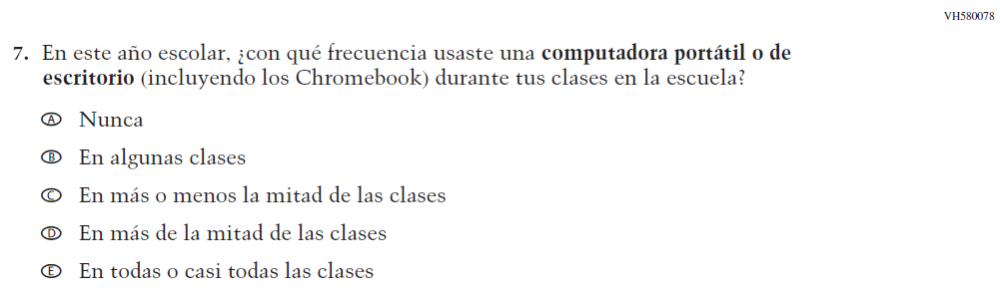 VH580078
7. En este año escolar, ¿con qué frecuencia usaste una computadora portátil o de
escritorio (incluyendo los Chromebook) durante tus clases en la escuela?
A Nunca
B En algunas clases
C En más o menos la mitad de las clases
D En más de la mitad de las clases
E En todas o casi todas las clases